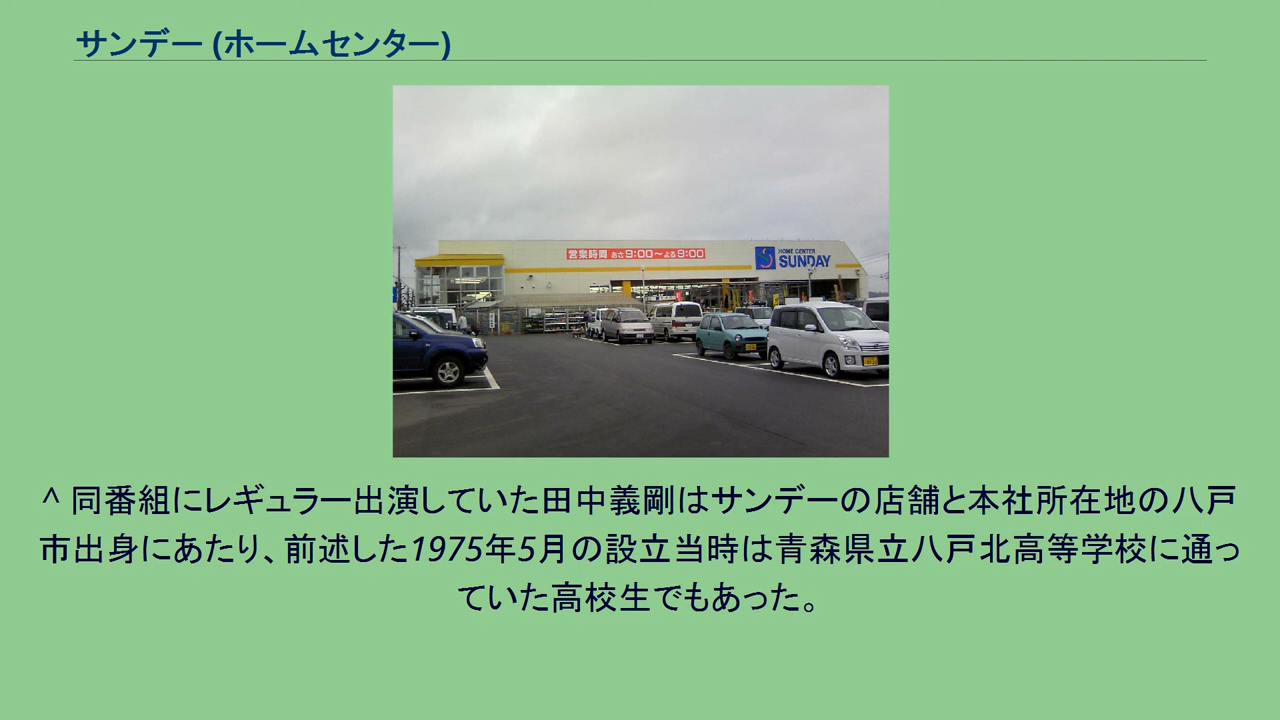 サンデー (ホームセンター)
営業時間 あさ9:00～よる9:00
HOME CENTER
SUNDAY
^ 同番組にレギュラー出演していた田中義剛はサンデーの店舗と本社所在地の八戸
市出身にあたり、前述した1975年5月の設立当時は青森県立八戸北高等学校に通っ
ていた高校生でもあった。